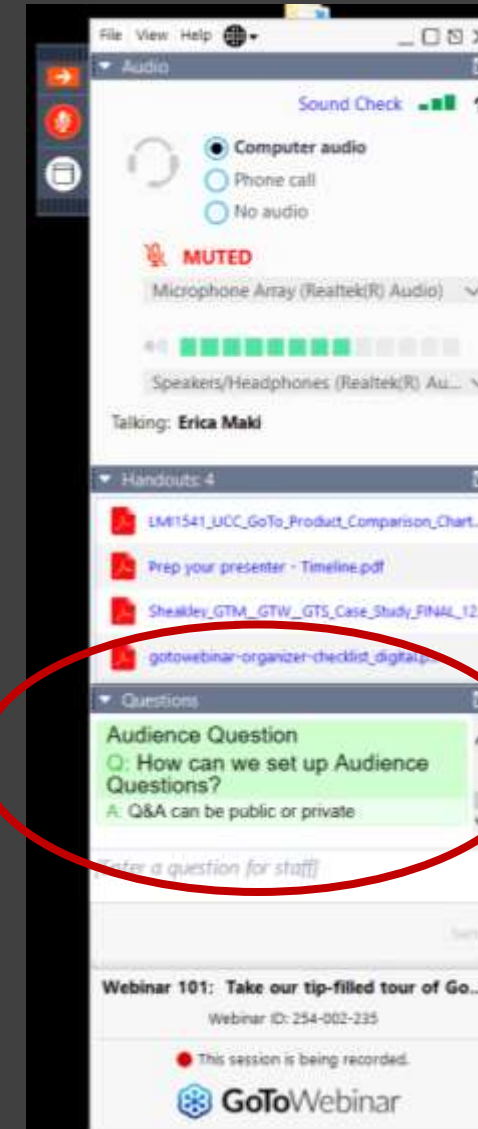 File View Help
Audio
Sound Check
Computer audio
Phone call
No audio
MUTED
Microphone Array (Realtek(R) Audio)
Speakers/Headphones (Realtek(R) Au...
Talking: Erica Maki
Handouts: 4
LMI1541_UCC_GoTo_Product_Comparison_Chart..
Prep your presenter - Timeline.pdf
Sheakley_GTM__GTW__GTS_Case_Study_FINAL_12
gotowebinar-organizer-checklist_digital.p
Questions
Audience Question
Q: How can we set up Audience
Questions?
A: Q&A can be public or private
[Enter a question for staff]
Webinar 101: Take our tip-filled tour of Go...
Webinar ID: 254-002-235
This session is being recorded.
GoToWebinar